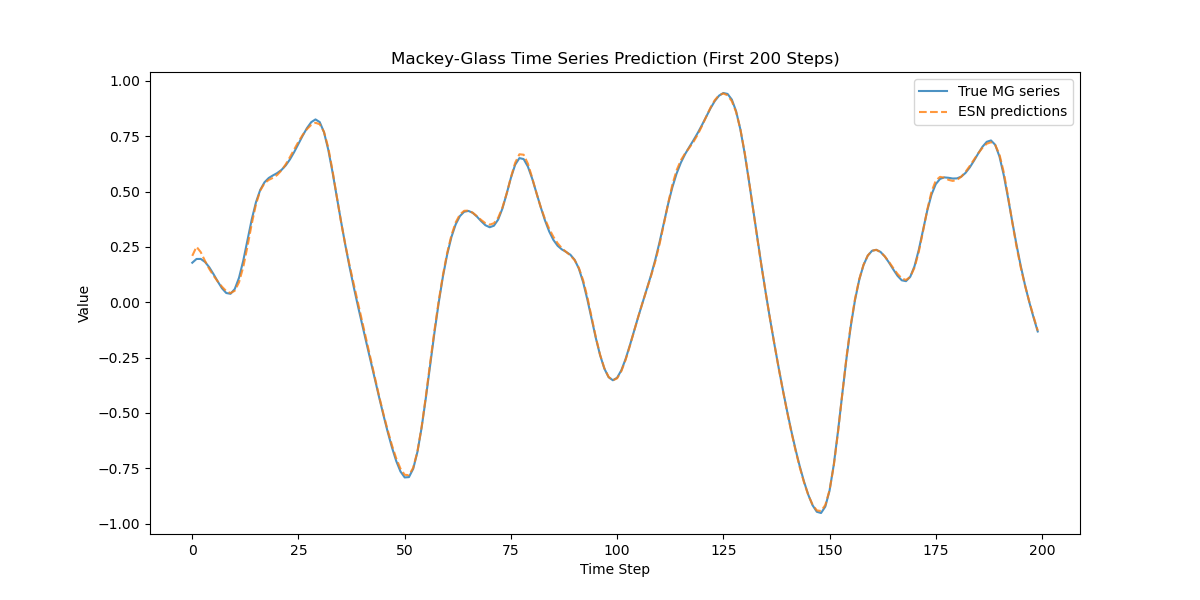 Mackey-Glass Time Series Prediction (First 200 Steps)
True MG series
ESN predictions
Value
1.00
0.75
0.50
0.25
0.00
−0.25
−0.50
−0.75
−1.00
0 25 50 75 100 125 150 175 200
Time Step